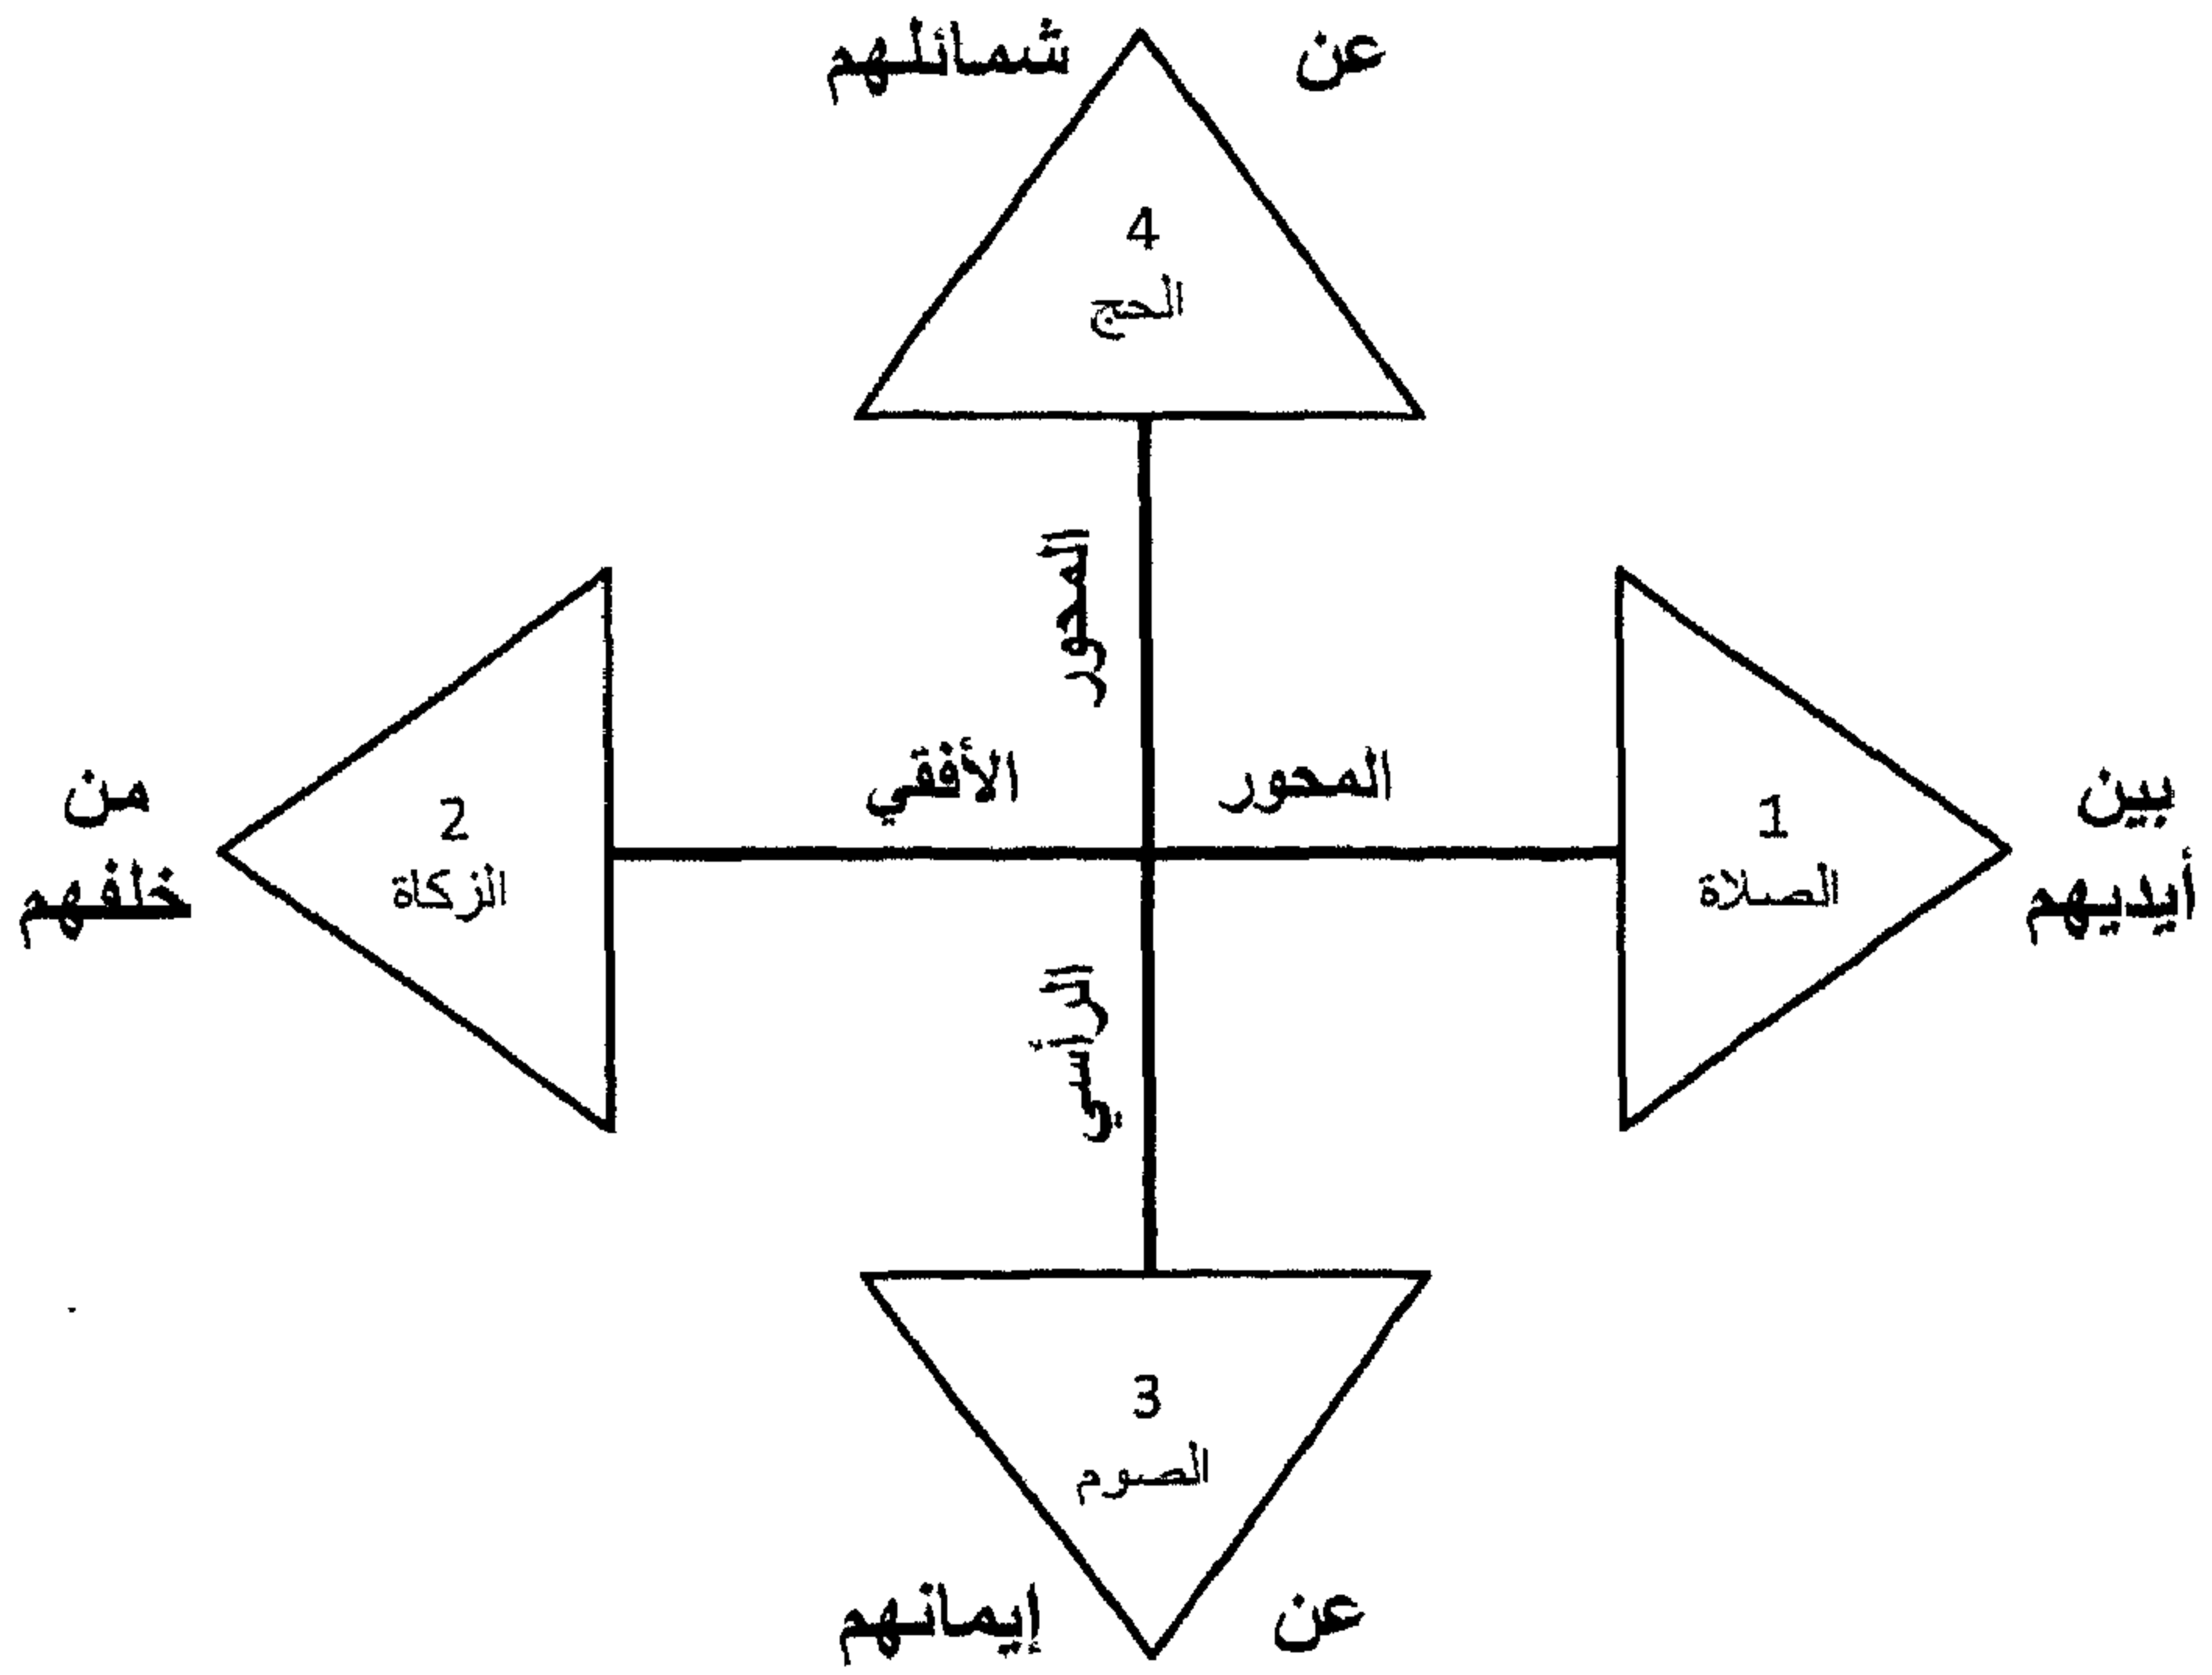 عن شمائلهم
4
الحج
المحور
المحور الأفقي
بين
أيديهم
1
الصلاة
2
الزكاة
من
خلفهم
الرأسي
3
الصوم
عن إيمانهم